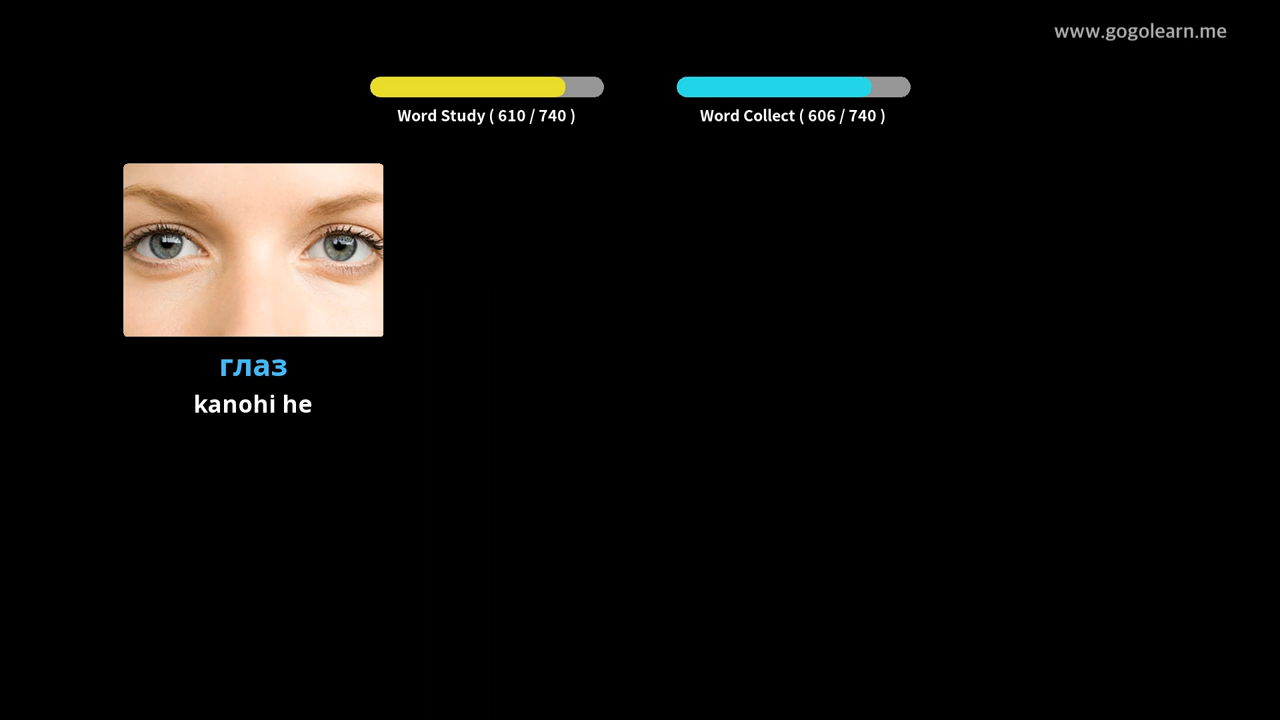 www.gogolearn.me
Word Study ( 610 / 740 )
Word Collect ( 606 / 740 )
глаз
kanohi he